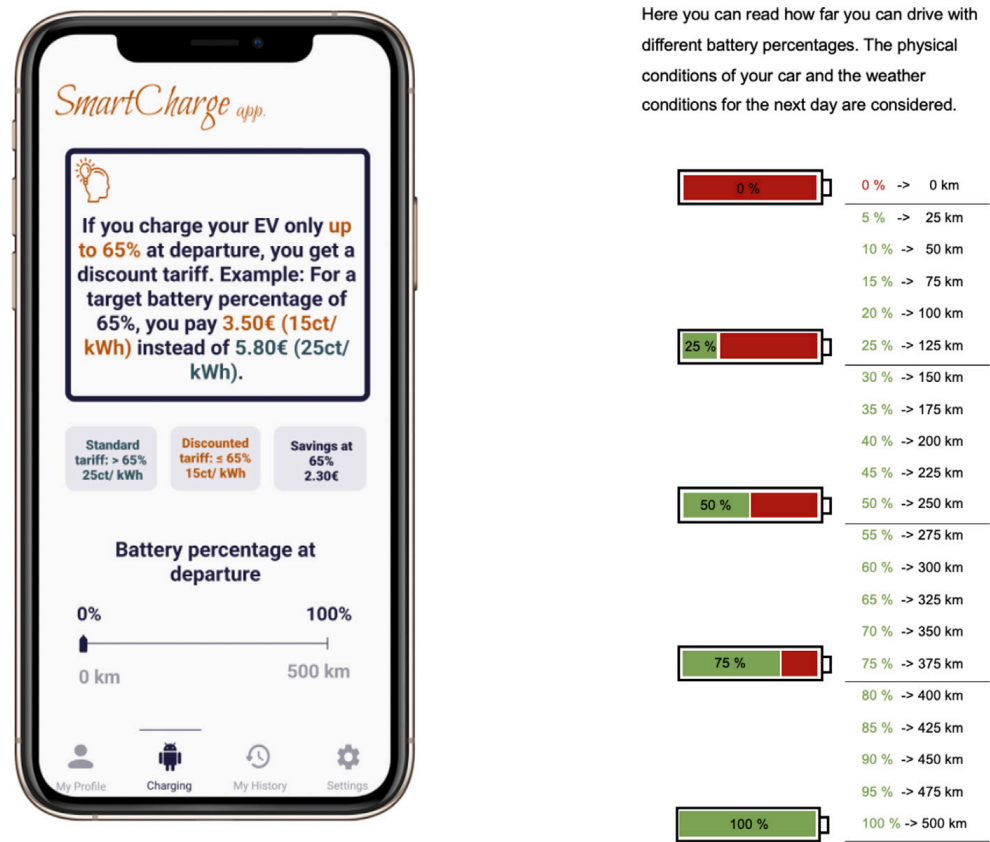 SmartCharge app.
If you charge your EV only up
to 65% at departure, you get a
discount tariff. Example: For a
target battery percentage of
65%, you pay 3.50€ (15ct/
kWh) instead of 5.80€ (25ct/
kWh).
Standard
tariff: > 65%
25ct/ kWh
Discounted
tariff: ≤ 65%
15ct/ kWh
Savings at
65%
2.30€
Battery percentage at
departure
0% 100%
0 km 500 km
My Profile Charging My History Settings
Here you can read how far you can drive with
different battery percentages. The physical
conditions of your car and the weather
conditions for the next day are considered.
0 % 0 % -> 0 km
5 % -> 25 km
10 % -> 50 km
15 % -> 75 km
20 % -> 100 km
25 % 25 % -> 125 km
30 % -> 150 km
35 % -> 175 km
40 % -> 200 km
45 % -> 225 km
50 % 50 % -> 250 km
55 % -> 275 km
60 % -> 300 km
65 % -> 325 km
70 % -> 350 km
75 % 75 % -> 375 km
80 % -> 400 km
85 % -> 425 km
90 % -> 450 km
95 % -> 475 km
100 % 100 % -> 500 km